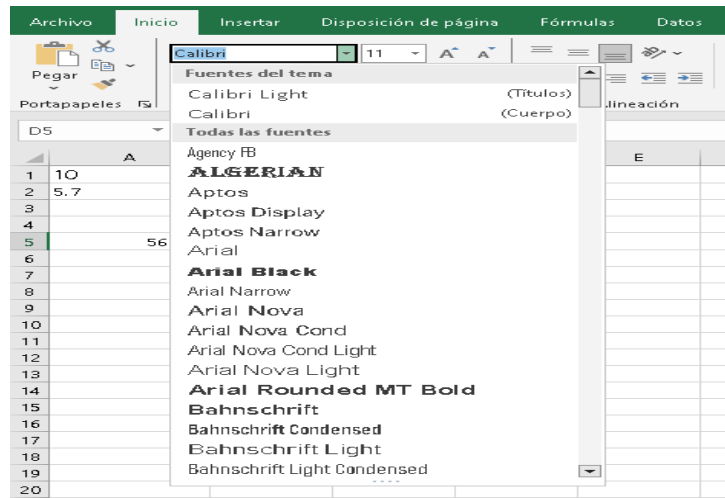 Archivo Inicio Insertar Disposición de página Fórmulas Datos
Calibri 11 A A
Pegar
Portapapeles lineación
D5
Fuentes del tema
Calibri Light (Títulos)
Calibri (Cuerpo)
Todas las fuentes
Agency FB
ALGERIAN
Aptos
Aptos Display
Aptos Narrow
Arial
Arial Black
Arial Narrow
Arial Nova
Arial Nova Cond
Arial Nova Cond Light
Arial Nova Light
Arial Rounded MT Bold
Bahnschrift
Bahnschrift Condensed
Bahnschrift Light
Bahnschrift Light Condensed
A E
1 10
2 5.7
3
4
5 56
6
7
8
9
10
11
12
13
14
15
16
17
18
19
20